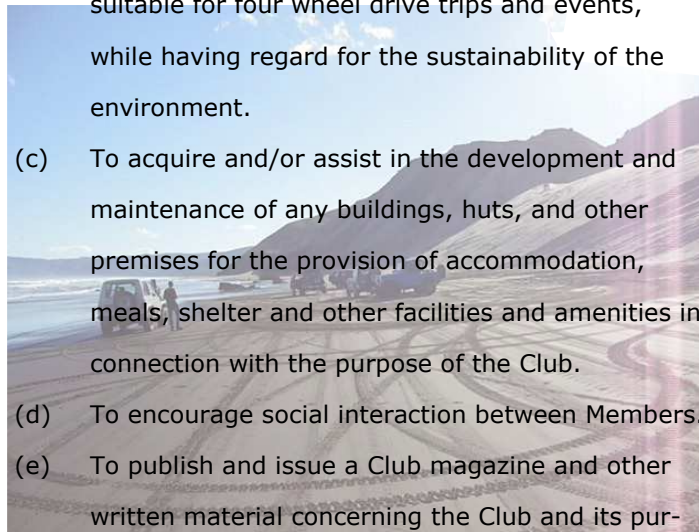 suitable for four wheel drive trips and events,
while having regard for the sustainability of the
environment.
(c) To acquire and/or assist in the development and
maintenance of any buildings, huts, and other
premises for the provision of accommodation,
meals, shelter and other facilities and amenities in
connection with the purpose of the Club.
(d) To encourage social interaction between Members.
(e) To publish and issue a Club magazine and other
written material concerning the Club and its pur-